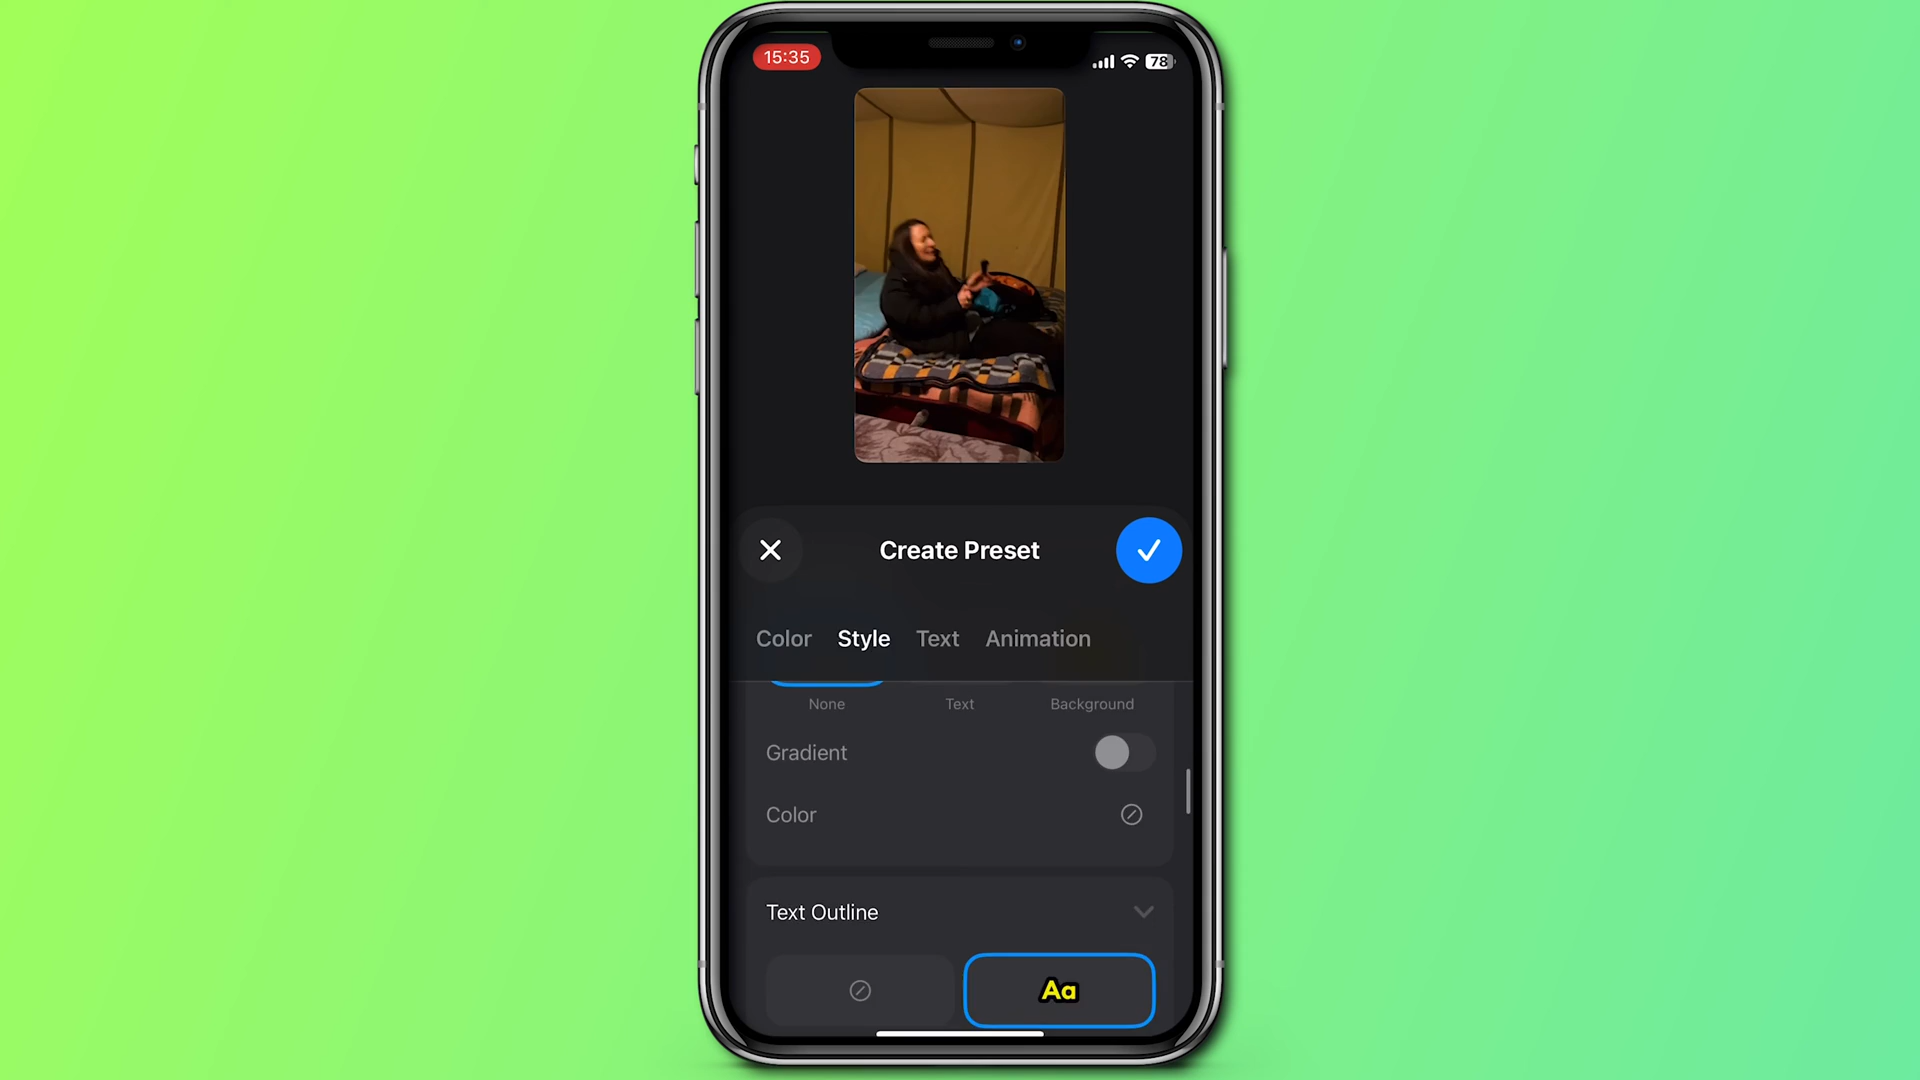 15:35
78
Create Preset
Color Style Text Animation
None Text Background
Gradient
Color
Text Outline
Aa